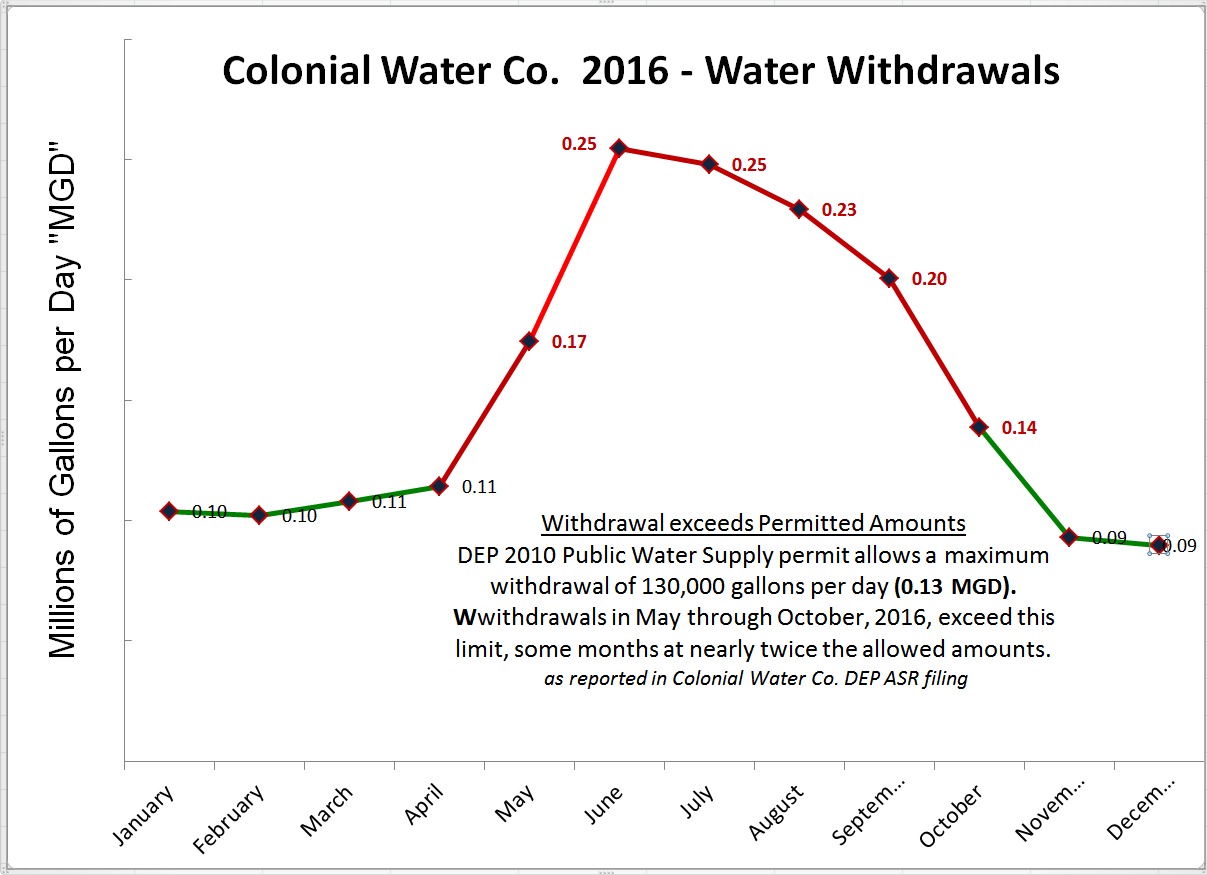 Colonial Water Co.  2016 - Water Withdrawals
Millions of Gallons per Day "MGD"
0.25
0.25
0.23
0.20
0.17
0.14
0.11
0.11
0.10
0.10
0.09
0.09
Withdrawal exceeds Permitted Amounts
DEP 2010 Public Water Supply permit allows a maximum
withdrawal of 130,000 gallons per day (0.13 MGD).
Wwithdrawals in May through October, 2016, exceed this
limit, some months at nearly twice the allowed amounts.
as reported in Colonial Water Co. DEP ASR filing
January
February
March
April
May
June
July
August
Septem...
October
Novem...
Decem...